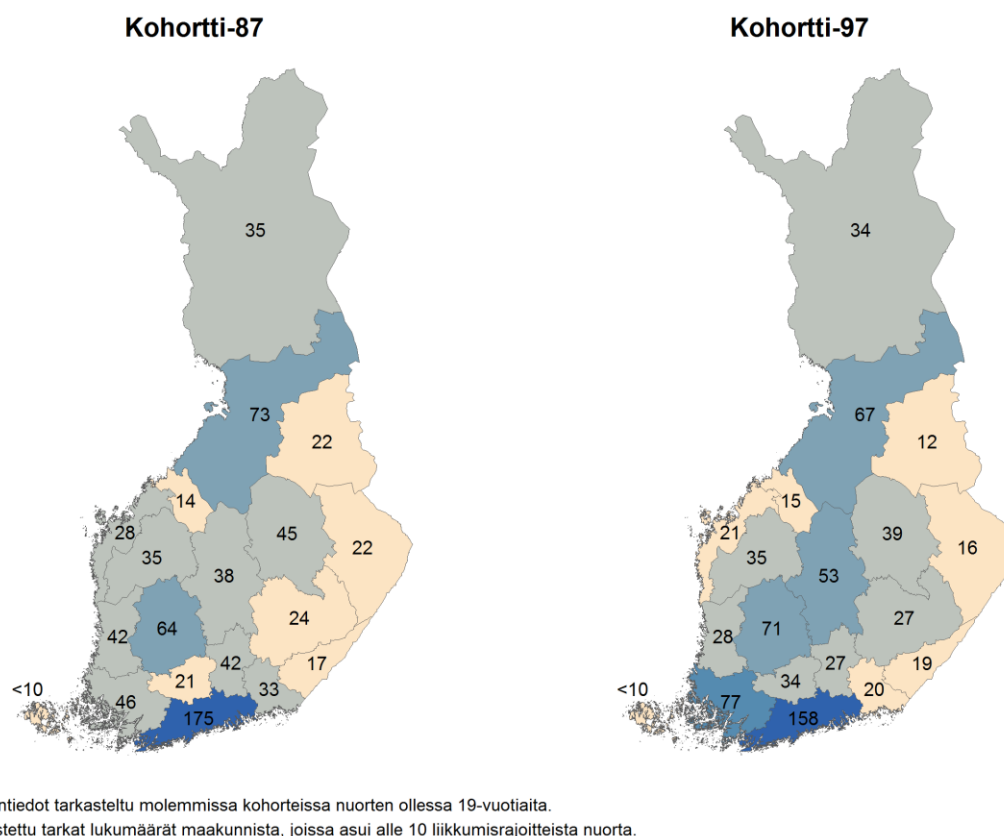 Kohortti-87 Kohortti-97
35 34
73 67
22 12
14 15
28 45 21 39
35 22 35 16
38 53
64 24 71 27
42 28
42 17 27 19
21 33 34 20
<10 46 <10 77
175 158
ntiedot tarkasteltu molemmissa kohorteissa nuorten ollessa 19-vuotiaita.
stettu tarkat lukumäärät maakunnista, joissa asui alle 10 liikkumisrajoitteista nuorta.